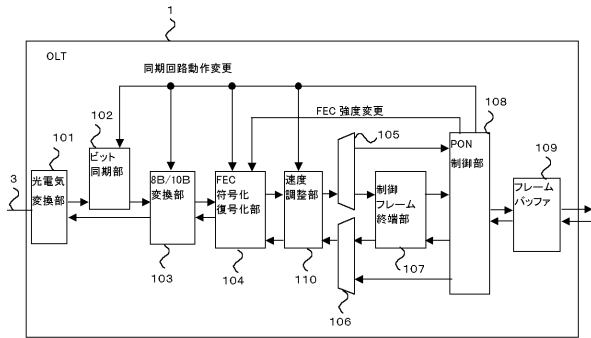 1
OLT
同期回路動作変更
FEC 強度変更
108
105
102
101
109
3
光電気
変換部
ビット
同期部
8B/10B
変換部
FEC
符号化
復号化部
速度
調整部
制御
フレーム
終端部
PON
制御部
フレーム
バッファ
103
104
110
107
106